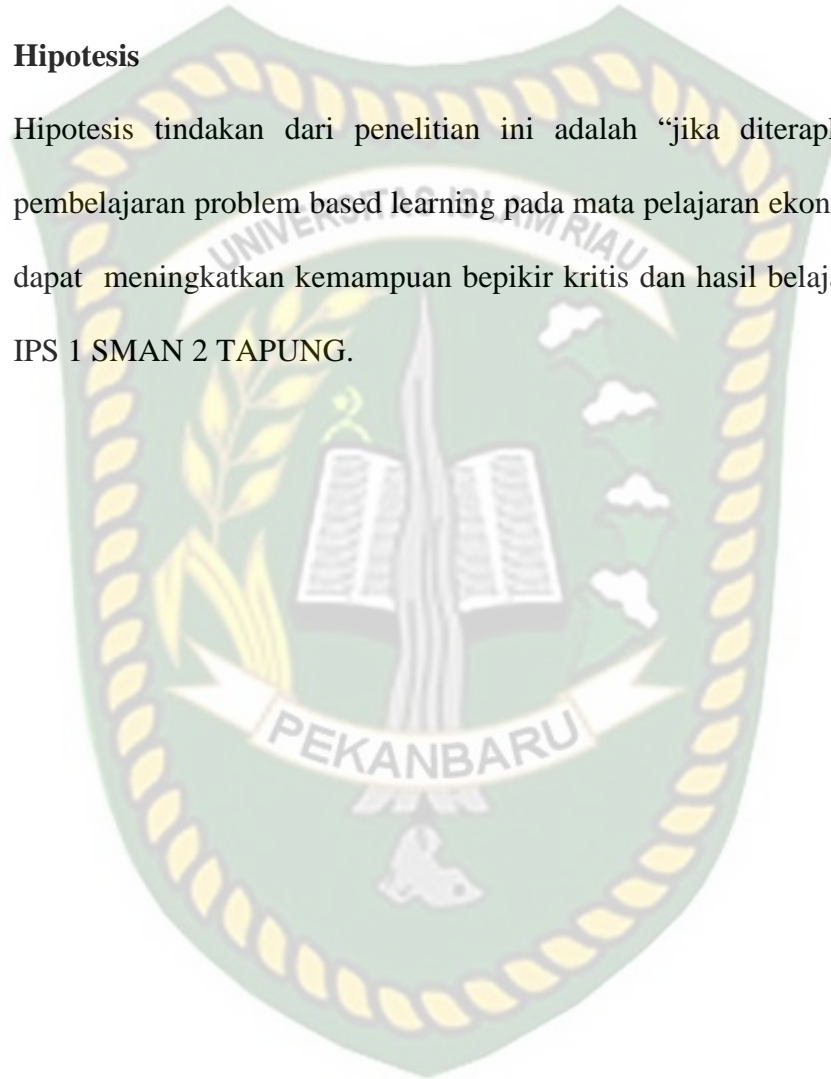 Hipotesis
Hipotesis tindakan dari penelitian ini adalah “jika diterapk
pembelajaran problem based learning pada mata pelajaran ekon
dapat meningkatkan kemampuan bepikir kritis dan hasil belaja
IPS 1 SMAN 2 TAPUNG.
UNIVERSITAS ISLAM RIAU
PEKANBARU